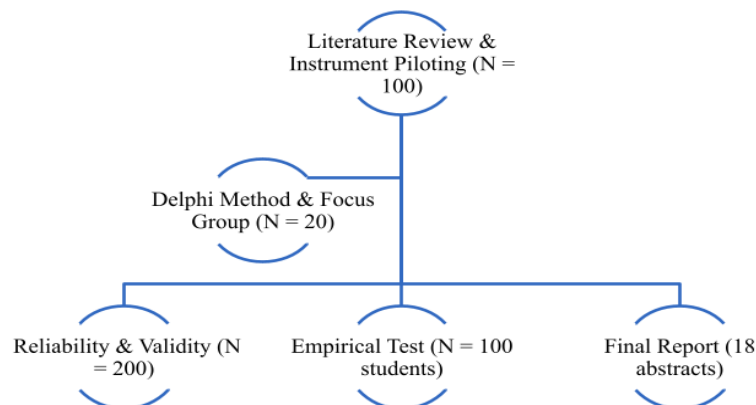 Literature Review &
Instrument Piloting (N =
100)
Delphi Method & Focus
Group (N = 20)
Reliability & Validity (N
= 200)
Empirical Test (N = 100
students)
Final Report (18
abstracts)